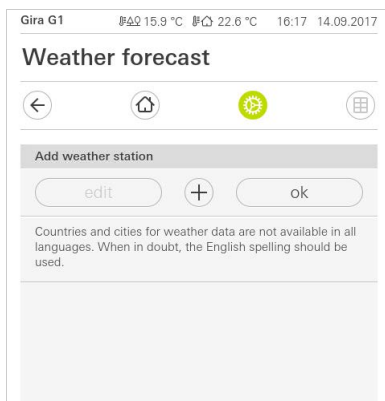 Gira G1 15.9 °C 22.6 °C 16:17 14.09.2017
Weather forecast
Add weather station
edit + ok
Countries and cities for weather data are not available in all
languages. When in doubt, the English spelling should be
used.